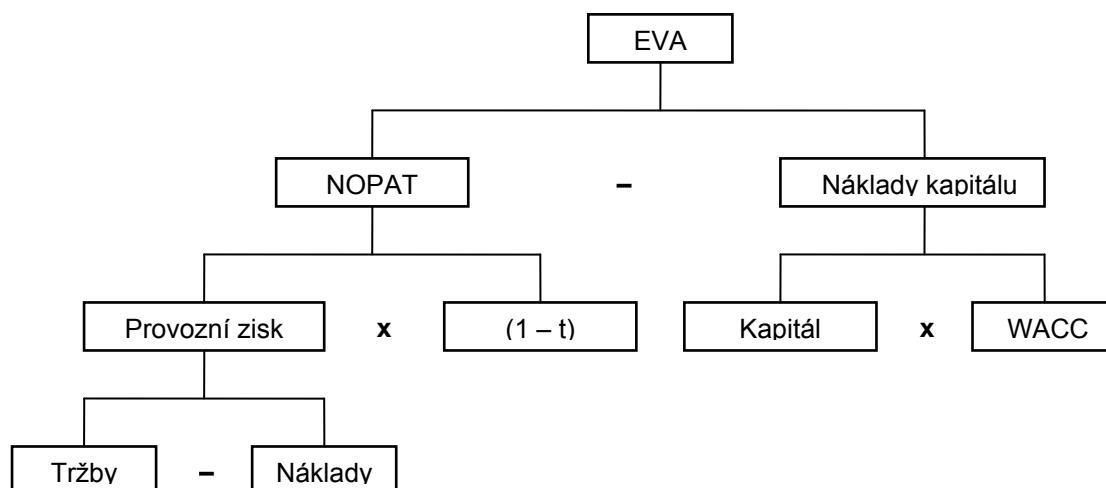 EVA
NOPAT – Náklady kapitálu
Provozní zisk x (1 – t) Kapitál x WACC
Tržby – Náklady